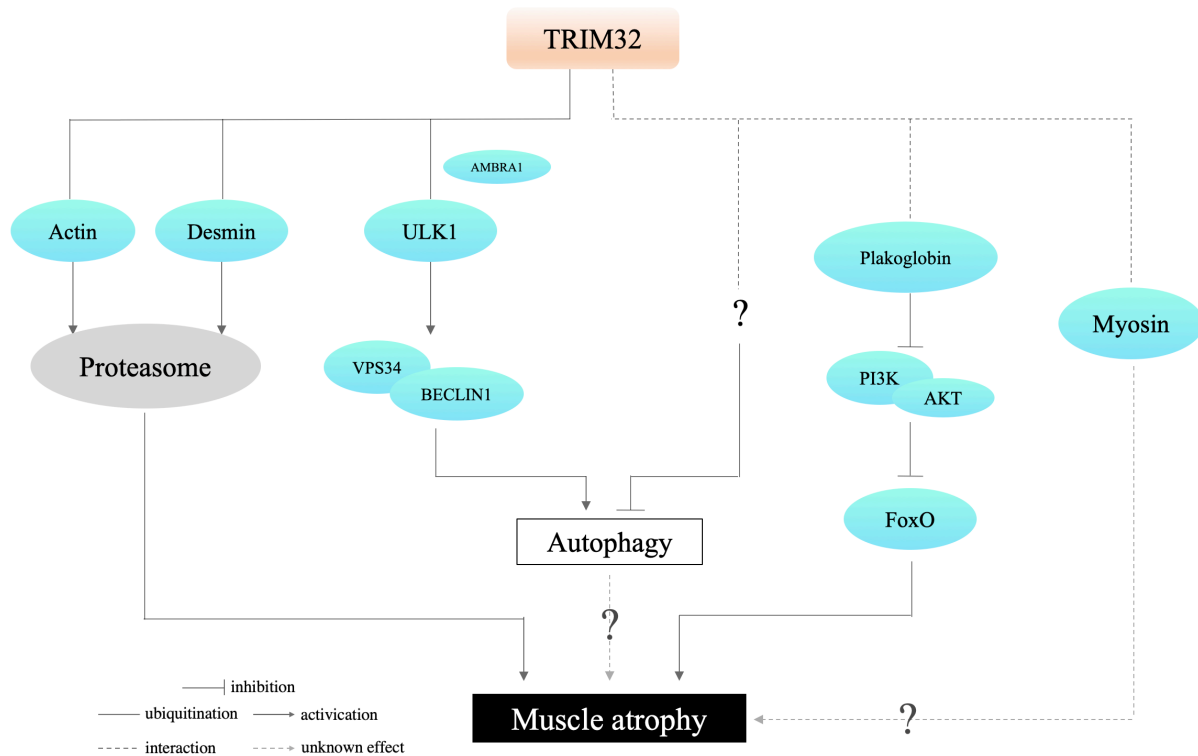 TRIM32
AMBRA1
Actin
Desmin
ULK1
Plakoglobin
?
Myosin
Proteasome
VPS34
BECLIN1
PI3K
AKT
FoxO
Autophagy
?
inhibition
ubiquitination
activication
interaction
unknown effect
Muscle atrophy
?